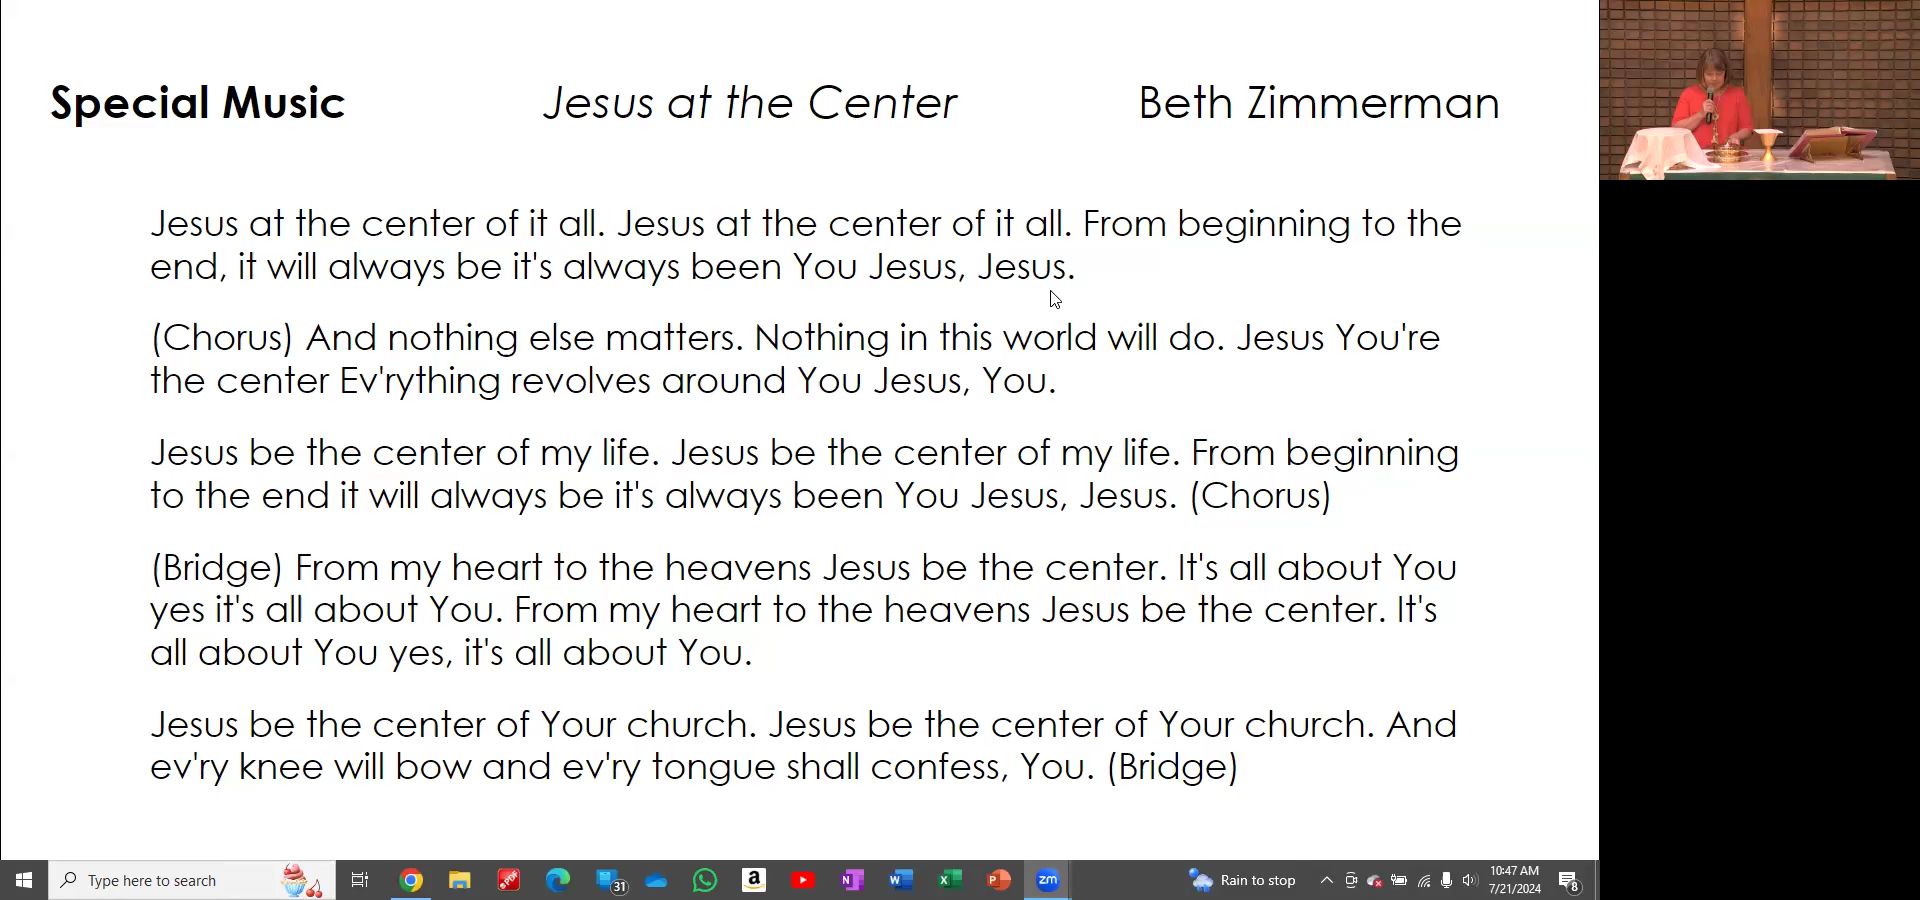 Special Music Jesus at the Center Beth Zimmerman
Jesus at the center of it all. Jesus at the center of it all. From beginning to the
end, it will always be it's always been You Jesus, Jesus.
(Chorus) And nothing else matters. Nothing in this world will do. Jesus You're
the center Ev'rything revolves around You Jesus, You.
Jesus be the center of my life. Jesus be the center of my life. From beginning
to the end it will always be it's always been You Jesus, Jesus. (Chorus)
(Bridge) From my heart to the heavens Jesus be the center. It's all about You
yes it's all about You. From my heart to the heavens Jesus be the center. It's
all about You yes, it's all about You.
Jesus be the center of Your church. Jesus be the center of Your church. And
ev'ry knee will bow and ev'ry tongue shall confess, You. (Bridge)
Type here to search
PDF
31
a
N
W
X
P
zm
Rain to stop
10:47 AM
7/21/2024
8